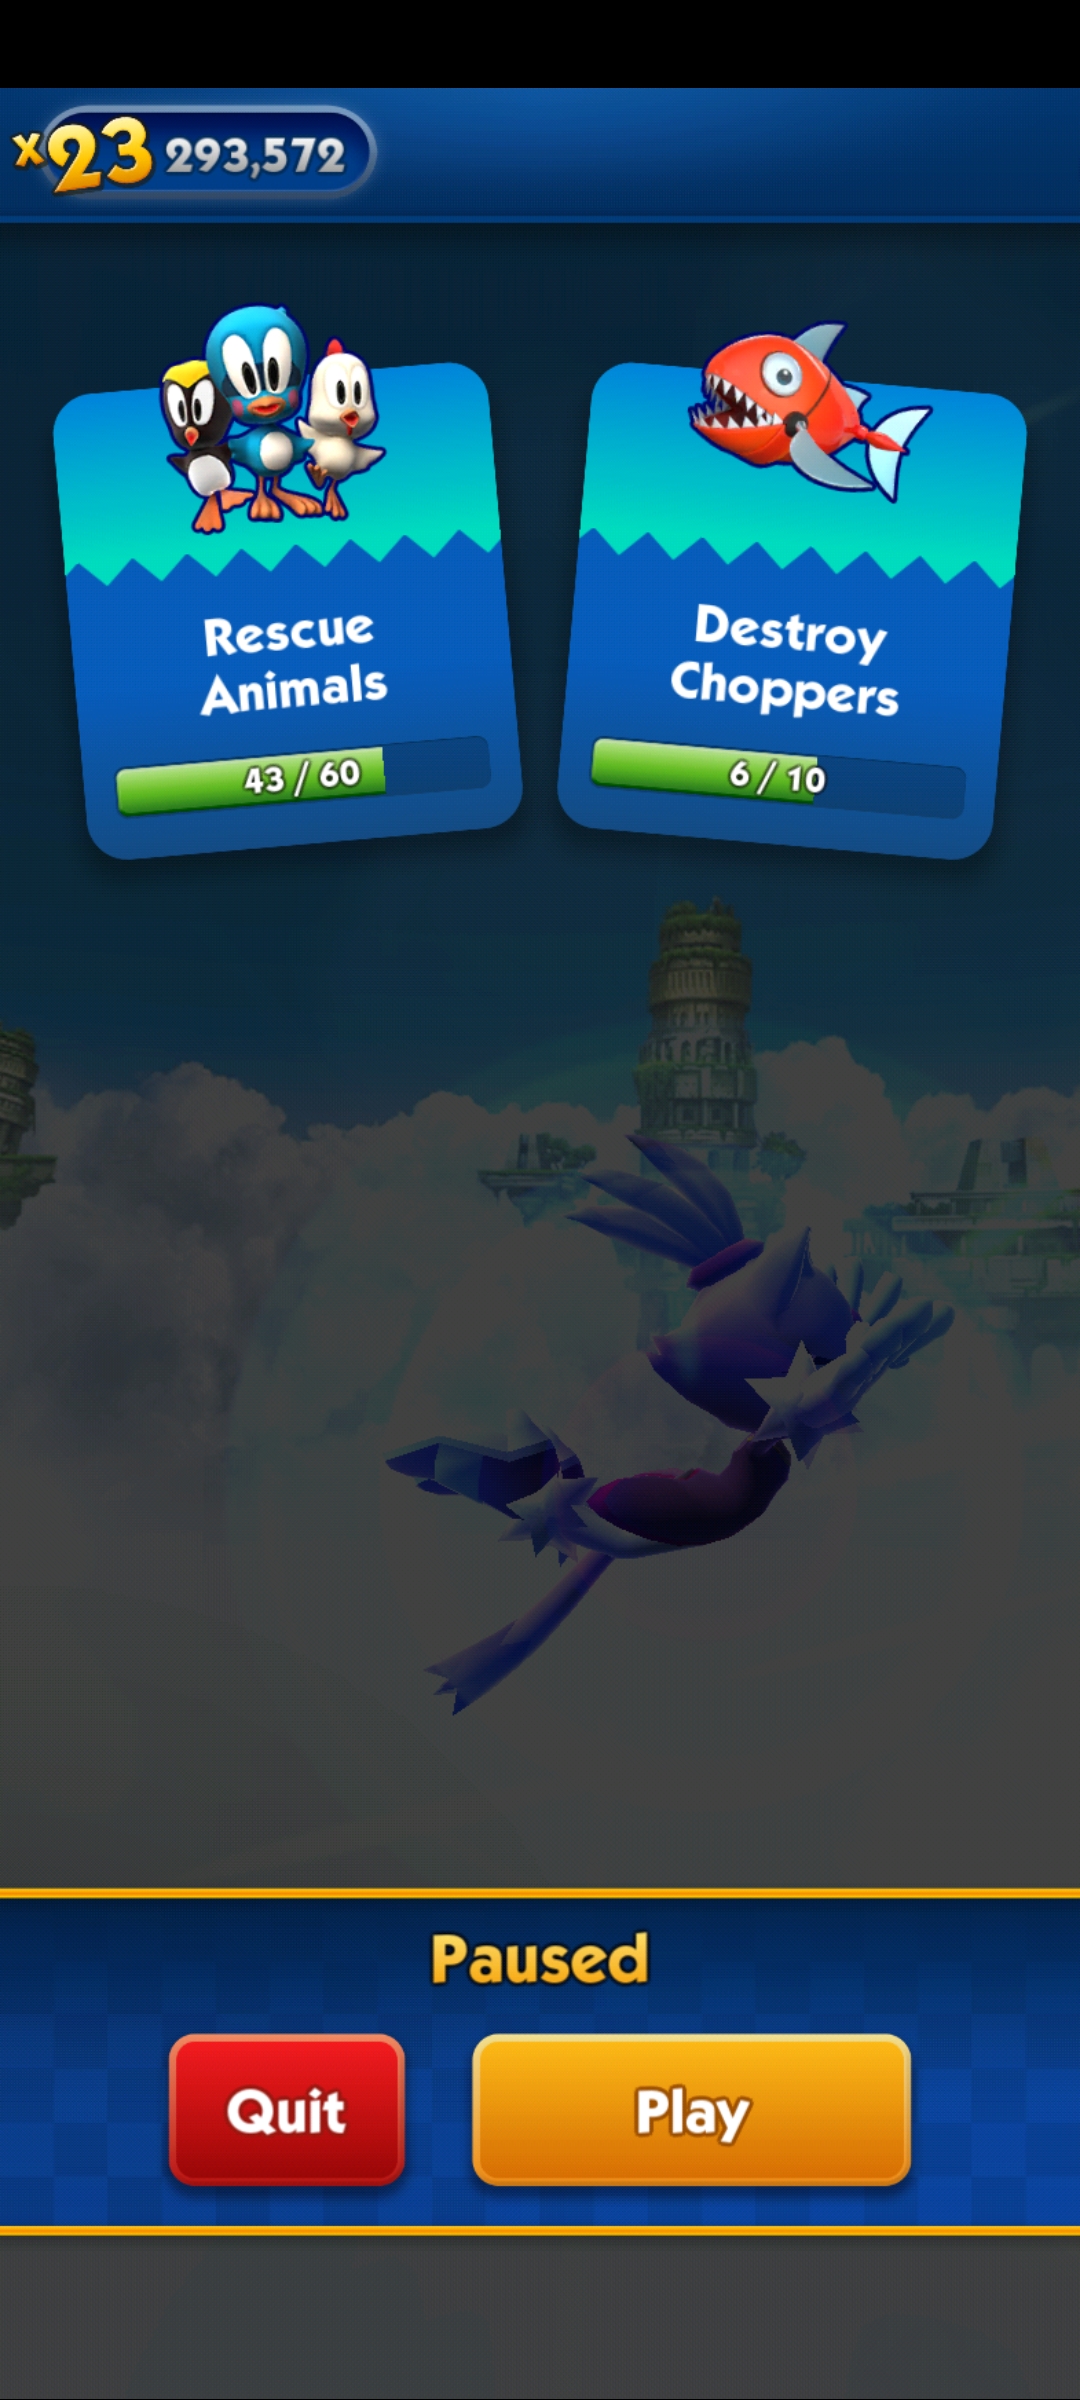 x23 293,572
Rescue
Animals
43 / 60
Destroy
Choppers
6 / 10
Paused
Quit
Play